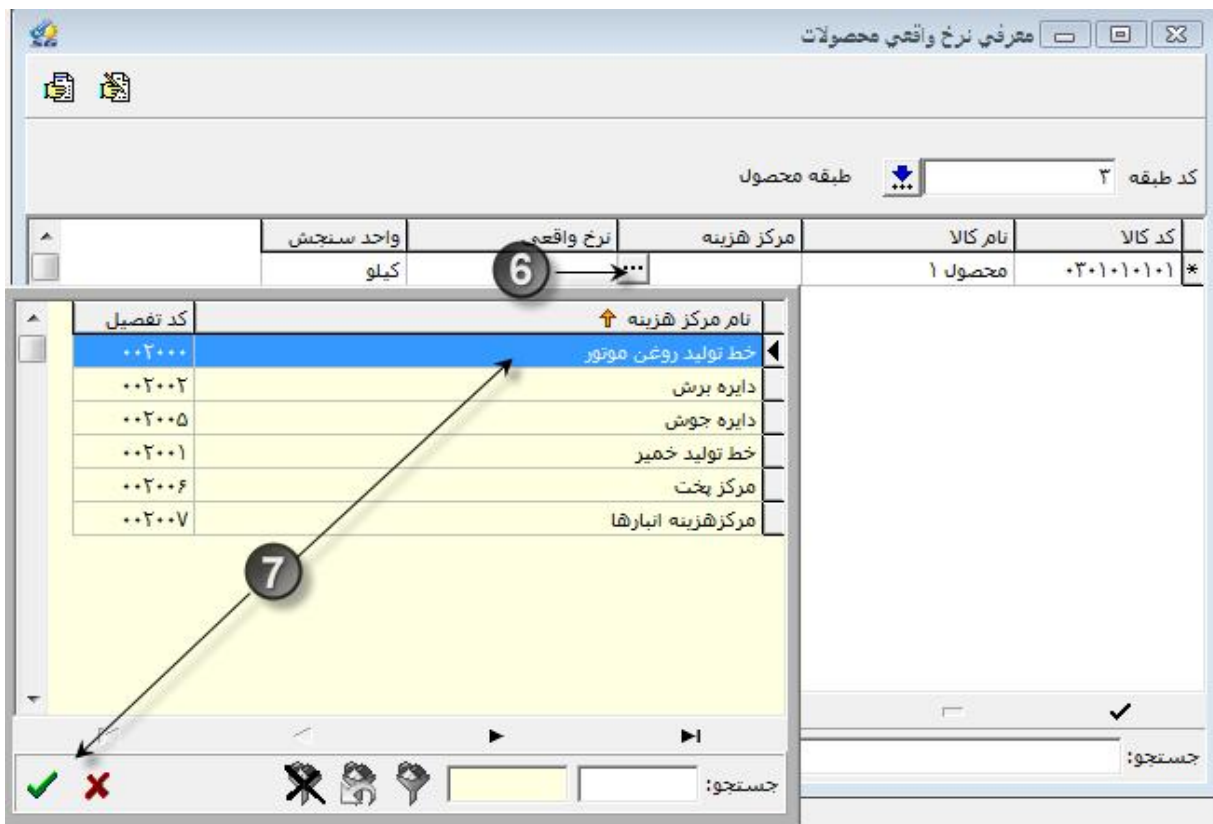 معرفي نرخ واقعي محصولات
کد طبقه ۳ طبقه محصول
کد کالا نام کالا مرکز هزینه نرخ واقعی واحد سنجش
* ۰۳۰۱۰۱۰۱۰۱ محصول ۱ ... کیلو
6
نام مرکز هزینه کد تفصیل
خط تولید روغن موتور ۰۰۲۰۰۰
دایره برش ۰۰۲۰۰۲
دایره جوش ۰۰۲۰۰۵
خط تولید خمیر ۰۰۲۰۰۱
مرکز پخت ۰۰۲۰۰۶
مرکزهزینه انبارها ۰۰۲۰۰۷
7
جستجو:
جستجو: